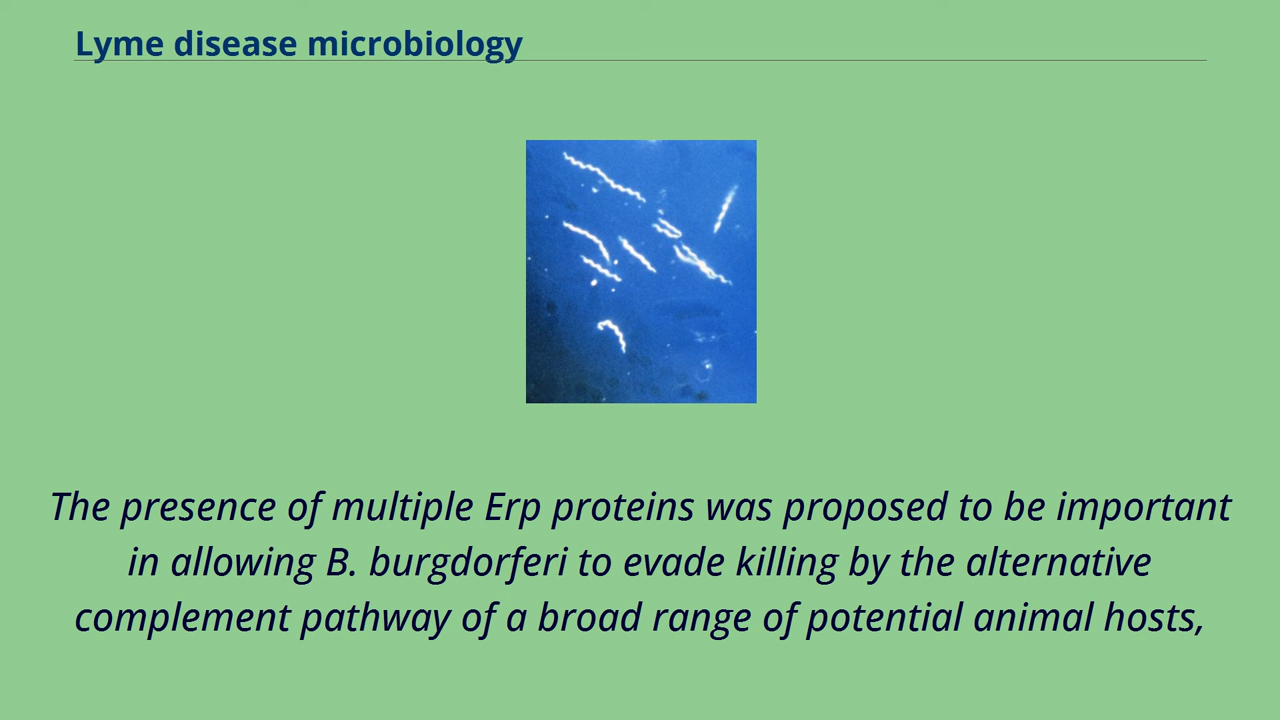 Lyme disease microbiology
The presence of multiple Erp proteins was proposed to be important
in allowing B. burgdorferi to evade killing by the alternative
complement pathway of a broad range of potential animal hosts,